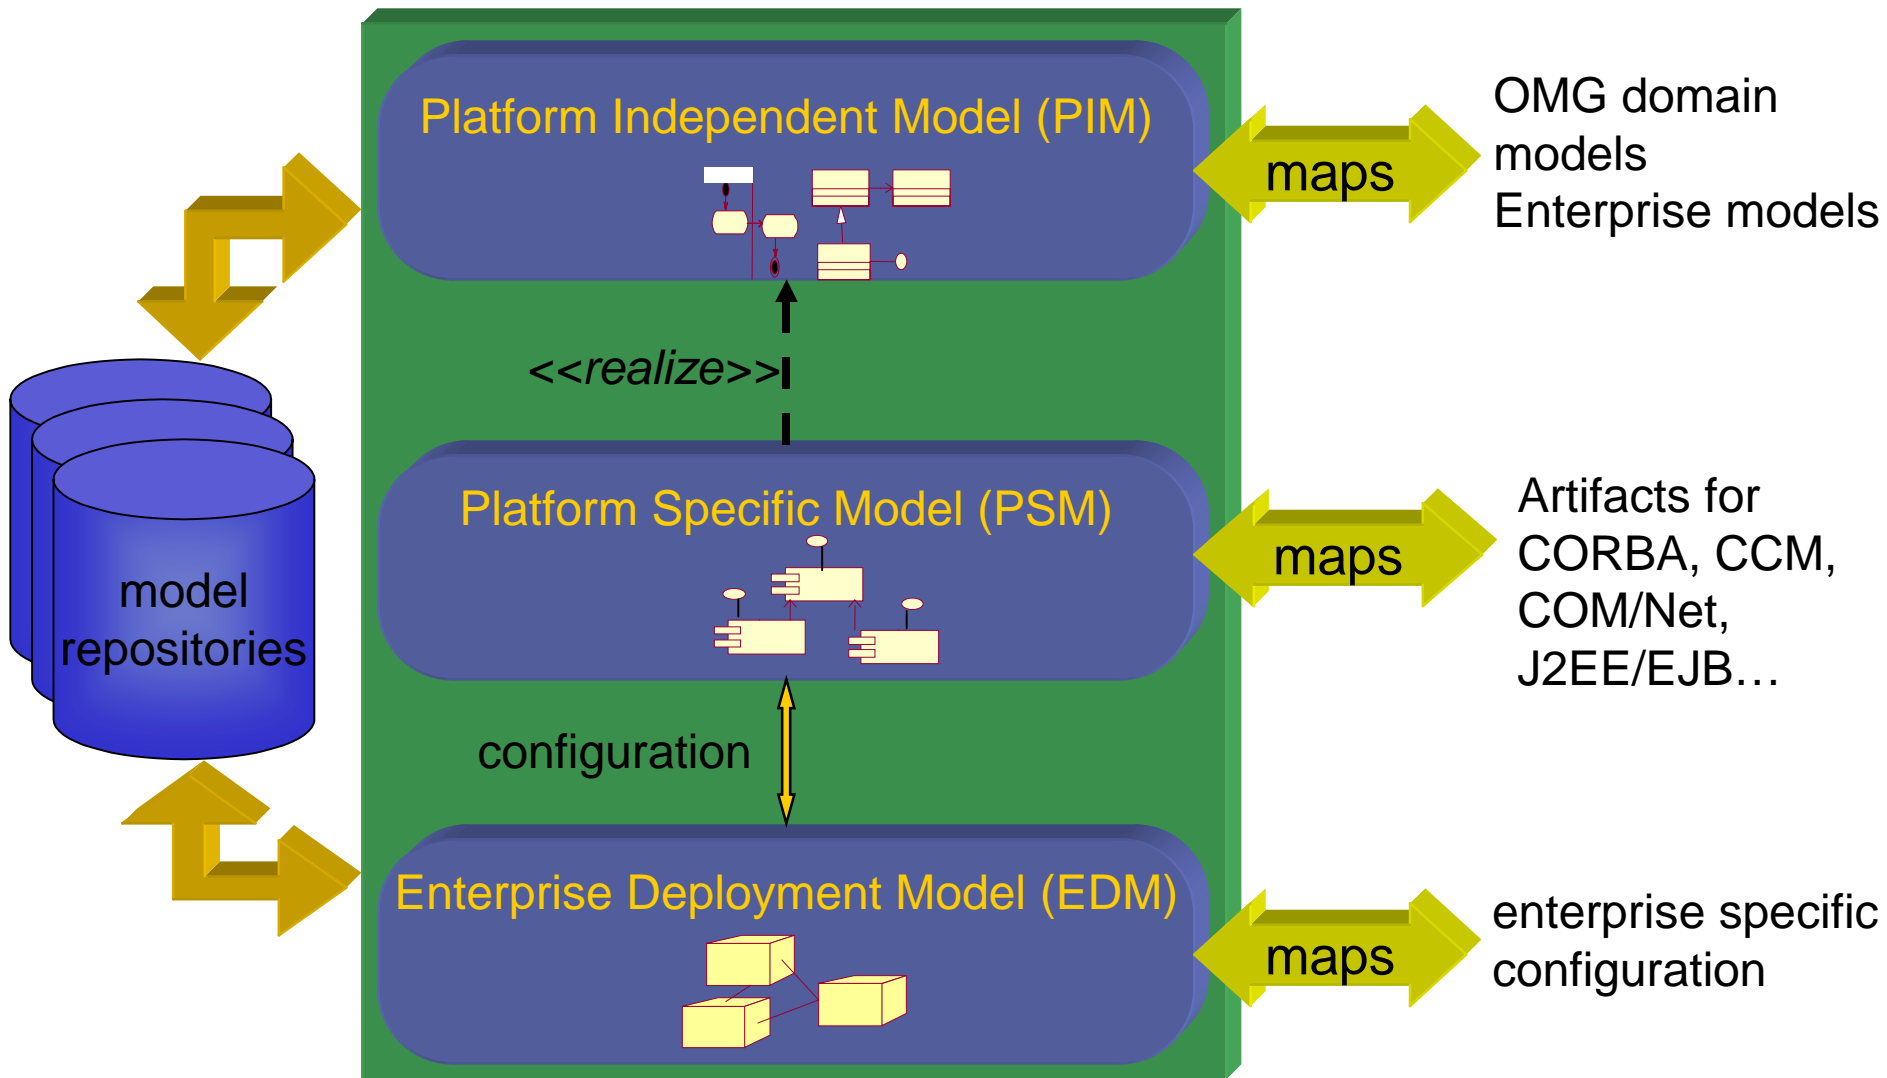 Platform Independent Model (PIM)
maps
OMG domain
models
Enterprise models
<<realize>>
model
repositories
Platform Specific Model (PSM)
maps
Artifacts for
CORBA, CCM,
COM/Net,
J2EE/EJB…
configuration
Enterprise Deployment Model (EDM)
maps
enterprise specific
configuration